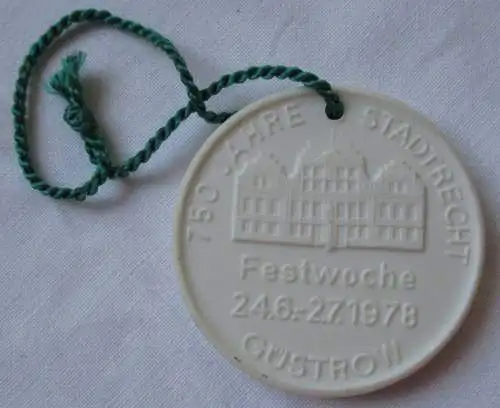 750 JAHRE STADTRECHT
Festwoche
24.6.-2.7.1978
GÜSTROW